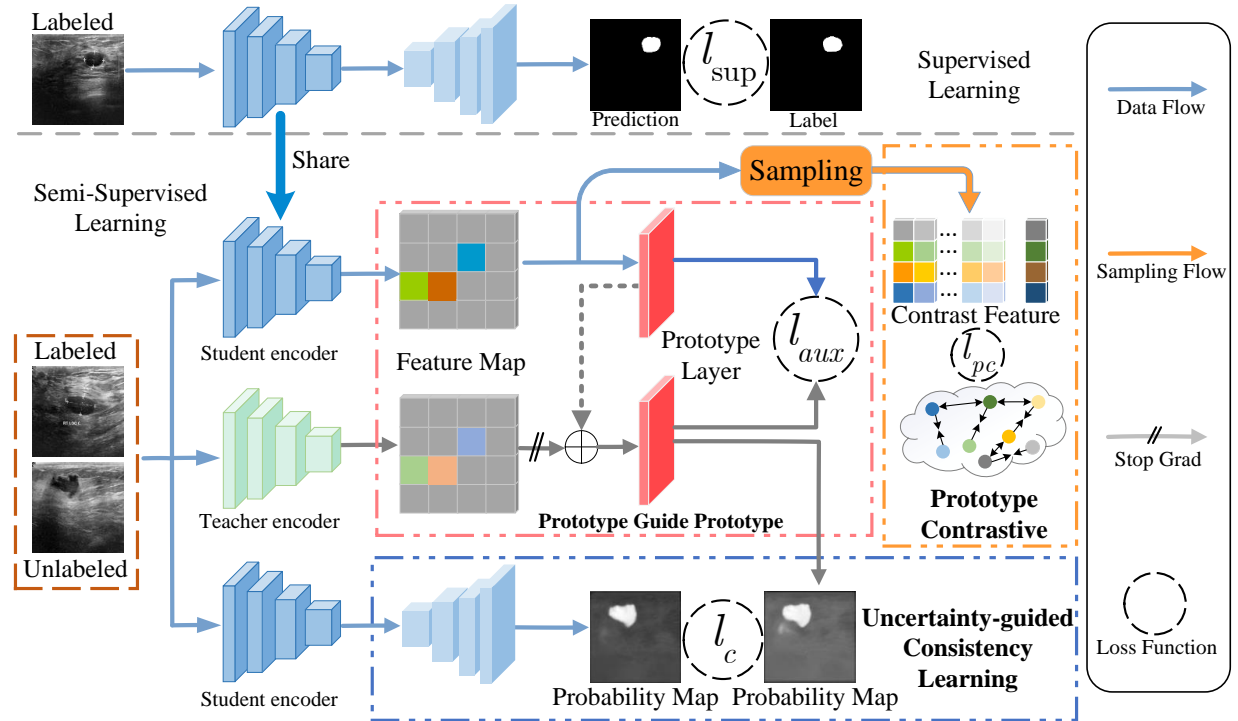 Labeled
l_sup
Prediction
Label
Supervised
Learning
Share
Semi-Supervised
Learning
Sampling
Student encoder
Feature Map
Prototype
Layer
l_aux
Contrast Feature
l_pc
Labeled
Unlabeled
Teacher encoder
Prototype Guide Prototype
Prototype
Contrastive
Student encoder
l_c
Probability Map
Probability Map
Uncertainty-guided
Consistency
Learning
Data Flow
Sampling Flow
Stop Grad
Loss Function